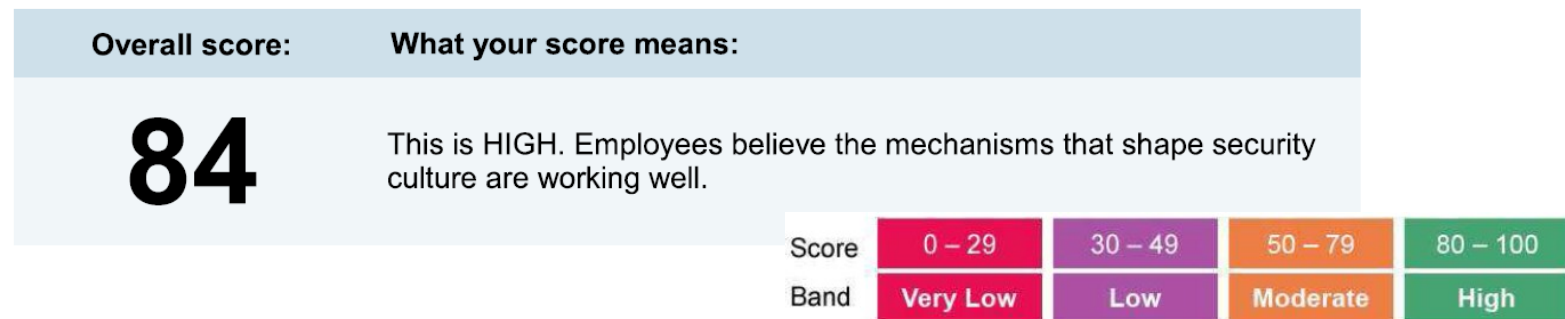 Overall score: What your score means:
84
This is HIGH. Employees believe the mechanisms that shape security
culture are working well.
Score 0 – 29 30 – 49 50 – 79 80 – 100
Band Very Low Low Moderate High